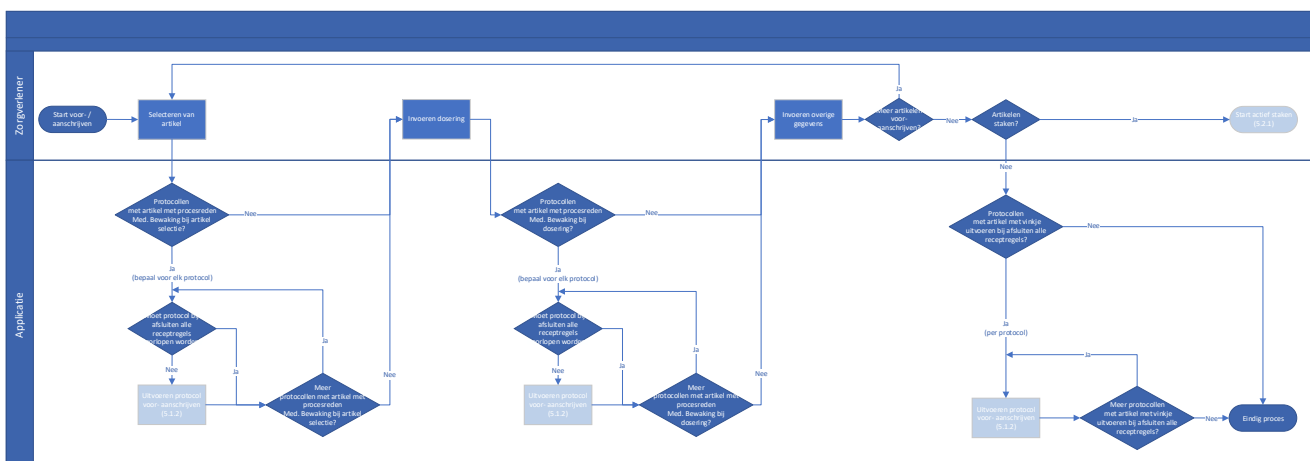 Zorgverlener
Start voor- /
aanschrijven
Selecteren van
artikel
Invoeren dosering
Invoeren overige
gegevens
Ja
Meer artikelen
voor-
aanschrijven?
Nee
Artikelen
staken?
Ja
Start actief staken
(5.2.1)
Nee
Applicatie
Protocollen
met artikel met procesreden
Med. Bewaking bij artikel
selectie?
Nee
Ja
(bepaal voor elk protocol)
Moet protocol bij
afsluiten alle
receptregels
doorlopen worden?
Nee
Ja
Uitvoeren protocol
voor- aanschrijven
(5.1.2)
Meer
protocollen met artikel met
procesreden
Med. Bewaking bij artikel
selectie?
Ja
Nee
Protocollen
met artikel met procesreden
Med. Bewaking bij
dosering?
Nee
Ja
(bepaal voor elk protocol)
Moet protocol bij
afsluiten alle
receptregels
doorlopen worden?
Nee
Ja
Uitvoeren protocol
voor- aanschrijven
(5.1.2)
Meer
protocollen met artikel met
procesreden
Med. Bewaking bij
dosering?
Ja
Nee
Protocollen
met artikel met vinkje
uitvoeren bij afsluiten alle
receptregels?
Nee
Ja
(per protocol)
Ja
Uitvoeren protocol
voor- aanschrijven
(5.1.2)
Meer protocollen
met artikel met vinkje
uitvoeren bij afsluiten alle
receptregels?
Nee
Eindig proces